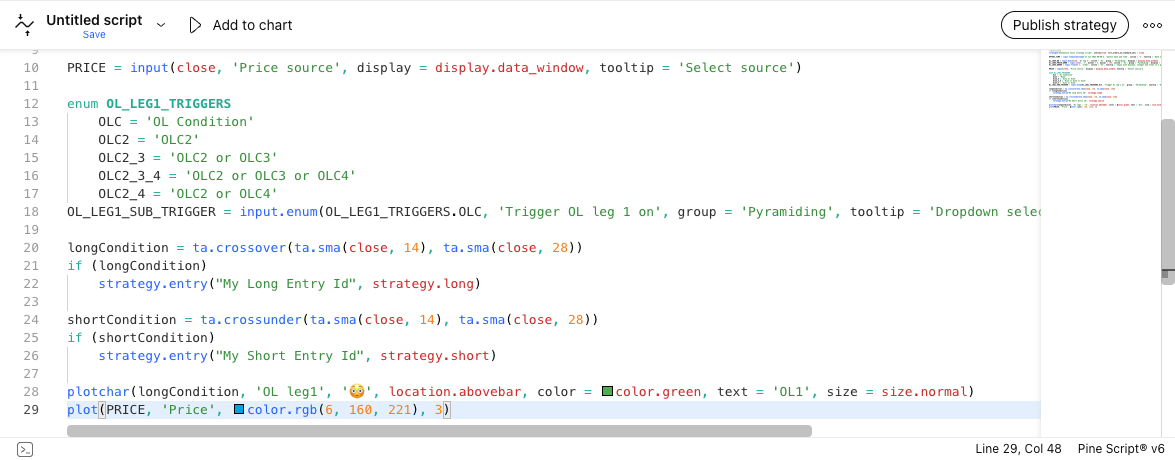 Untitled script
Save
Add to chart
Publish strategy
9
10 PRICE = input(close, 'Price source', display = display.data_window, tooltip = 'Select source')
11
12 enum OL_LEG1_TRIGGERS
13 OLC = 'OL Condition'
14 OLC2 = 'OLC2'
15 OLC2_3 = 'OLC2 or OLC3'
16 OLC2_3_4 = 'OLC2 or OLC3 or OLC4'
17 OLC2_4 = 'OLC2 or OLC4'
18 OL_LEG1_SUB_TRIGGER = input.enum(OL_LEG1_TRIGGERS.OLC, 'Trigger OL leg 1 on', group = 'Pyramiding', tooltip = 'Dropdown selec
19
20 longCondition = ta.crossover(ta.sma(close, 14), ta.sma(close, 28))
21 if (longCondition)
22 strategy.entry("My Long Entry Id", strategy.long)
23
24 shortCondition = ta.crossunder(ta.sma(close, 14), ta.sma(close, 28))
25 if (shortCondition)
26 strategy.entry("My Short Entry Id", strategy.short)
27
28 plotchar(longCondition, 'OL leg1', '😳', location.abovebar, color = color.green, text = 'OL1', size = size.normal)
29 plot(PRICE, 'Price', color.rgb(6, 160, 221), 3)
Line 29, Col 48 Pine Script® v6